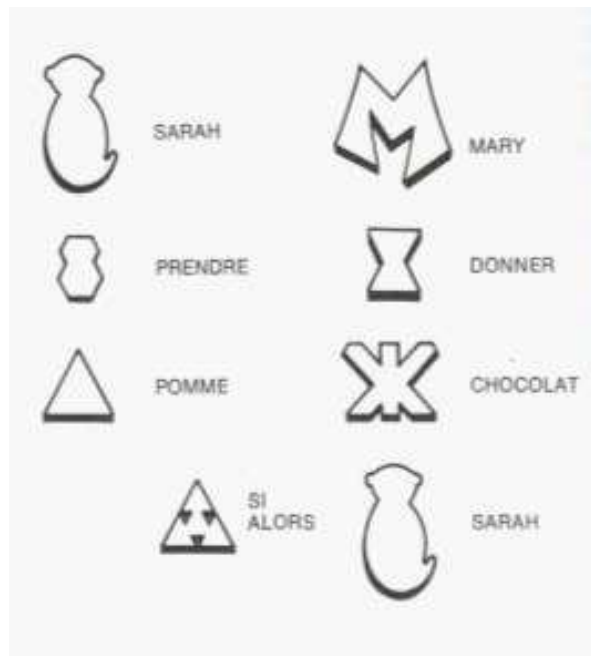 SARAH
MARY
PRENDRE
DONNER
POMME
CHOCOLAT
SI
ALORS
SARAH